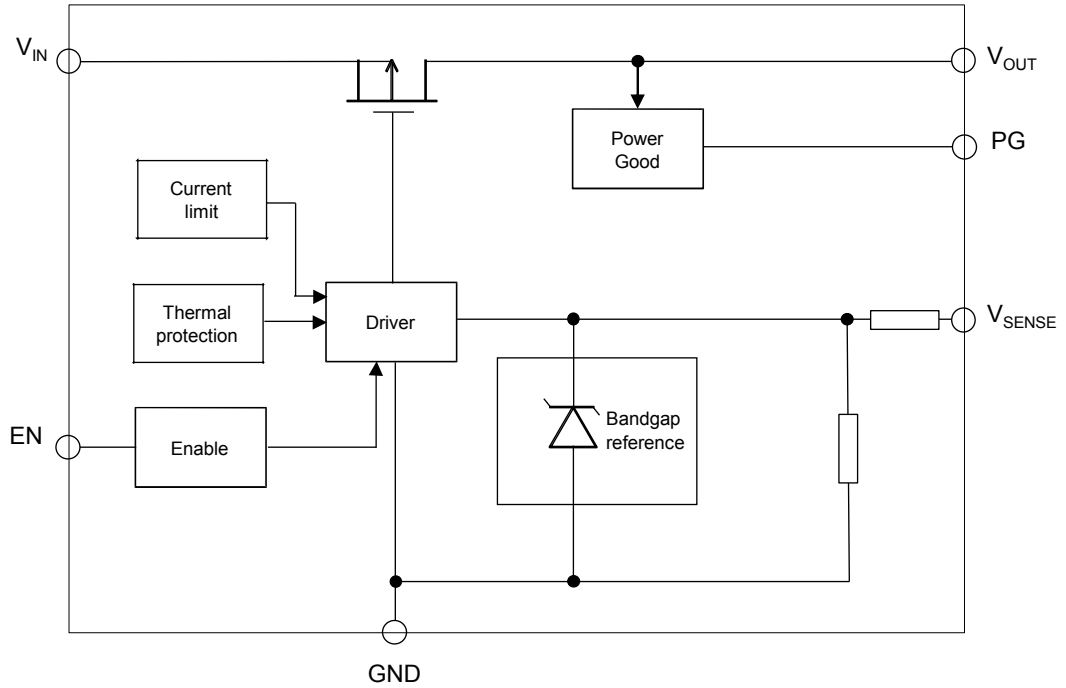 V_IN
V_OUT
Power
Good
PG
Current
limit
Thermal
protection
Driver
V_SENSE
Bandgap
reference
EN
Enable
GND